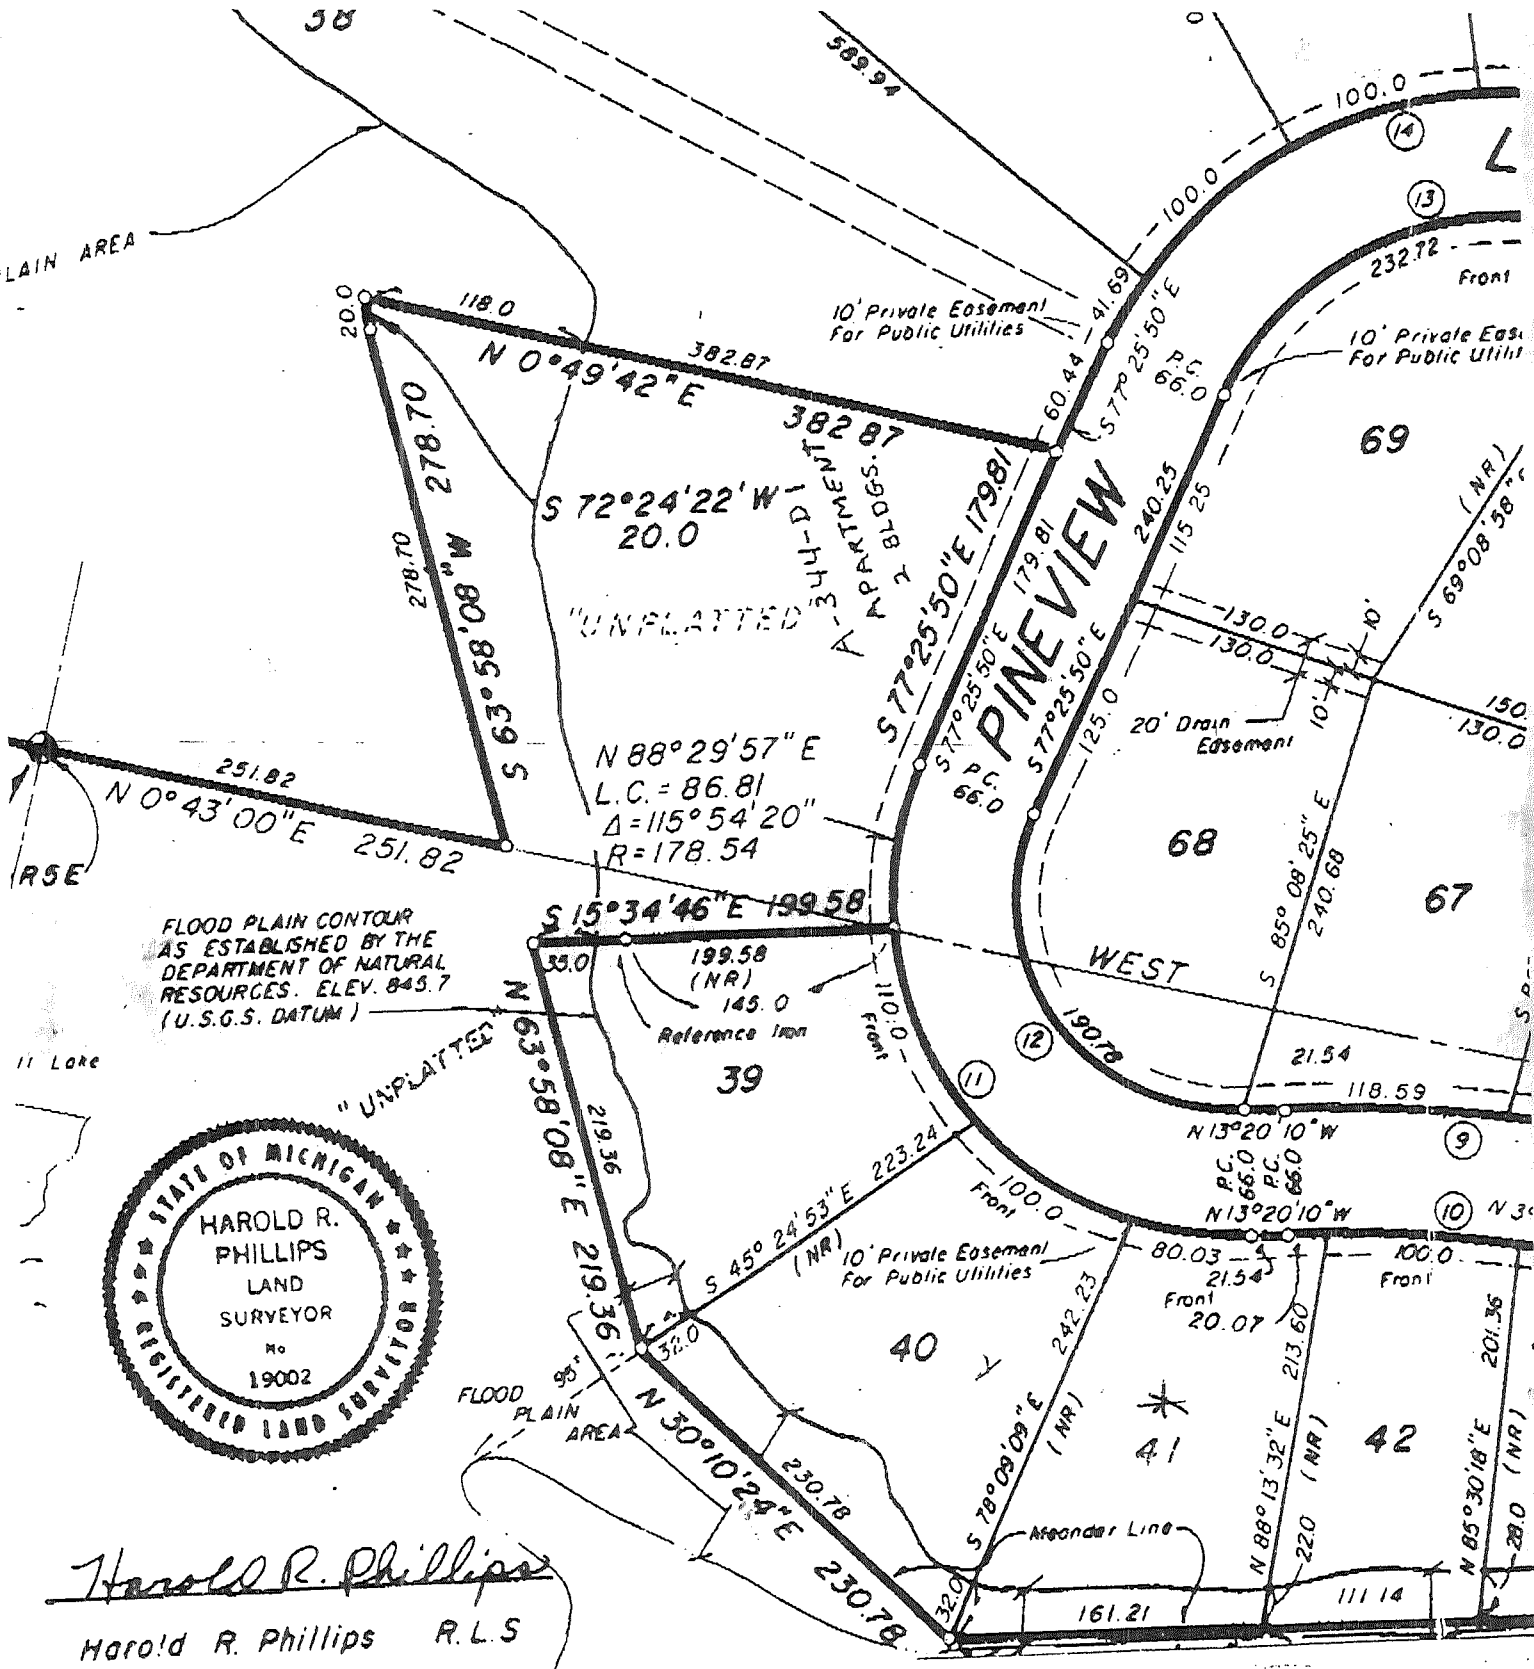 38
589.94
100.0
14
L
13
100.0
232.72
Front
LAIN AREA
20.0
118.0
N 0°49'42"E
382.87
382.87
10' Private Easement
For Public Utilities
41.69
S 77°25'50"E
P.C.
66.0
60.44
10' Private Eas
For Public Utilit
69
(NR)
S 69°08'58"
278.70
278.70
S 63°58'08"W
S 72°24'22'W
20.0
A-344-D1
APARTMENT
2 BLDGS.
"UNPLATTED"
S 77°25'50"E 179.81
179.81
S 77°25'50"E
PINEVIEW
240.25
115.25
S 77°25'50"E
125.0
130.0
130.0
10'
10'
20' Drain
Easement
150.
130.0
P.C.
66.0
N 88°29'57"E
L.C. = 86.81
Δ=115°54'20"
R=178.54
251.82
N 0°43'00"E
251.82
RSE
68
S 85°08'25"E
240.68
67
FLOOD PLAIN CONTOUR
AS ESTABLISHED BY THE
DEPARTMENT OF NATURAL
RESOURCES. ELEV. 845.7
(U.S.G.S. DATUM)
S 15°34'46"E 199.58
35.0
199.58
(NR)
145.0
Reference Iron
110.0
Front
WEST
12
190.78
21.54
118.59
11 Lake
"UNPLATTED"
N 63°58'08"E 219.36
219.36
39
11
N 13°20'10"W
9
P.C.
66.0
P.C.
66.0
N 13°20'10"W
10
N 3°
STATE OF MICHIGAN
REGISTERED LAND SURVEYOR
HAROLD R.
PHILLIPS
LAND
SURVEYOR
No
19002
S 45°24'53"E 223.24
(NR)
Front
100.0
10' Private Easement
For Public Utilities
80.03
21.54
Front
20.07
100.0
Front
32.0
40
242.23
S 78°09'09"E
(NR)
41
213.60
N 88°13'32"E
(NR)
22.0
42
201.36
N 85°30'18"E
(NR)
28.0
FLOOD
PLAIN
AREA
95"
N 30°10'24"E 230.78
230.78
Meander Line
32.0
161.21
111.14
Harold R. Phillips
Harold R. Phillips R.L.S